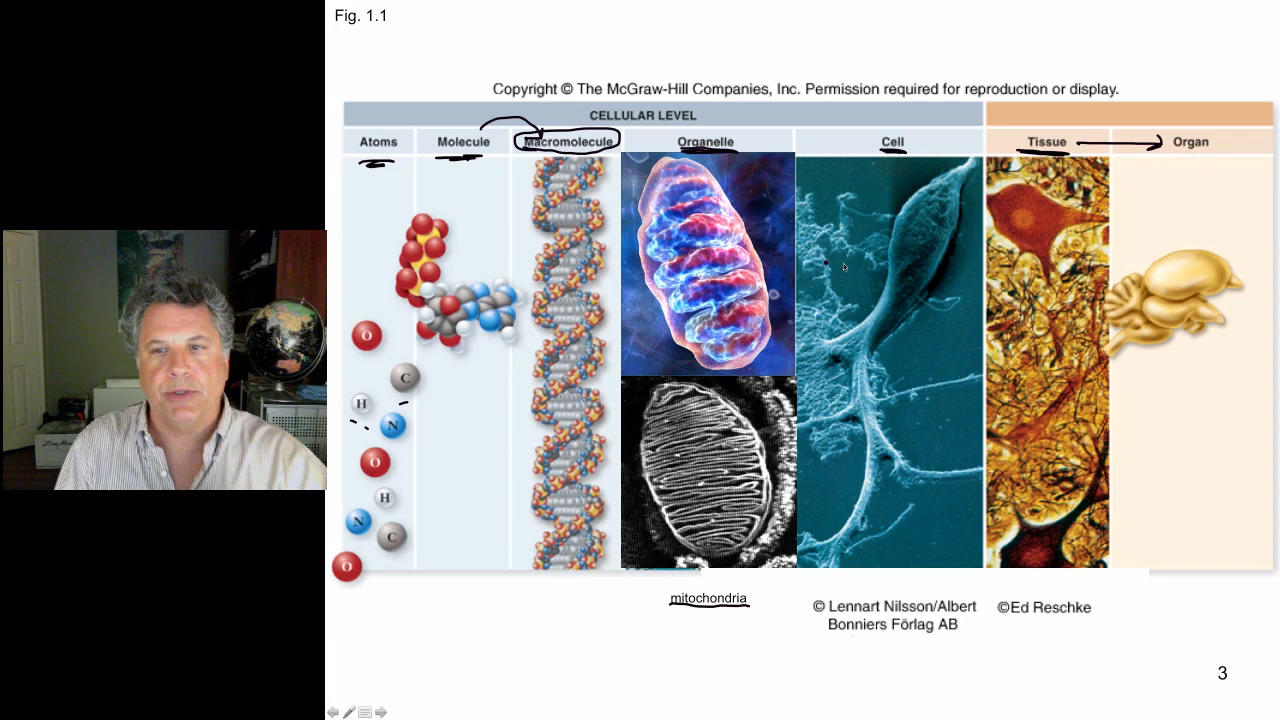 Fig. 1.1
Copyright © The McGraw-Hill Companies, Inc. Permission required for reproduction or display.
CELLULAR LEVEL
Atoms Molecule Macromolecule Organelle Cell Tissue Organ
O
C
H
N
O
H
N
C
O
mitochondria
© Lennart Nilsson/Albert
Bonniers Förlag AB
©Ed Reschke
3